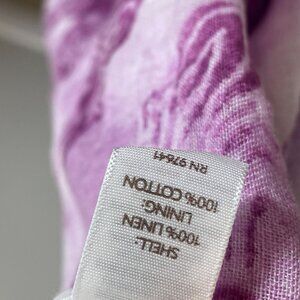 SHELL:
100% LINEN
LINING:
100% COTTON
RN 97641